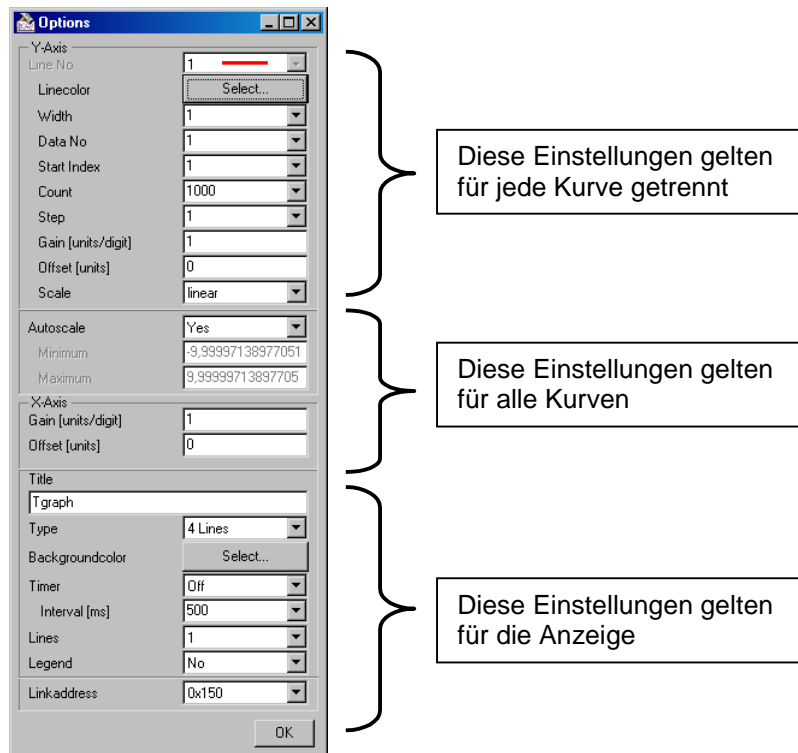 Options
Y-Axis
Line No 1
Linecolor Select...
Width 1
Data No 1
Start Index 1
Count 1000
Step 1
Gain [units/digit] 1
Offset [units] 0
Scale linear
Diese Einstellungen gelten
für jede Kurve getrennt
Autoscale Yes
Minimum -9,99997138977051
Maximum 9,99999713897705
X-Axis
Gain [units/digit] 1
Offset [units] 0
Diese Einstellungen gelten
für alle Kurven
Title
Tgraph
Type 4 Lines
Backgroundcolor Select...
Timer Off
Interval [ms] 500
Lines 1
Legend No
Linkaddress 0x150
OK
Diese Einstellungen gelten
für die Anzeige